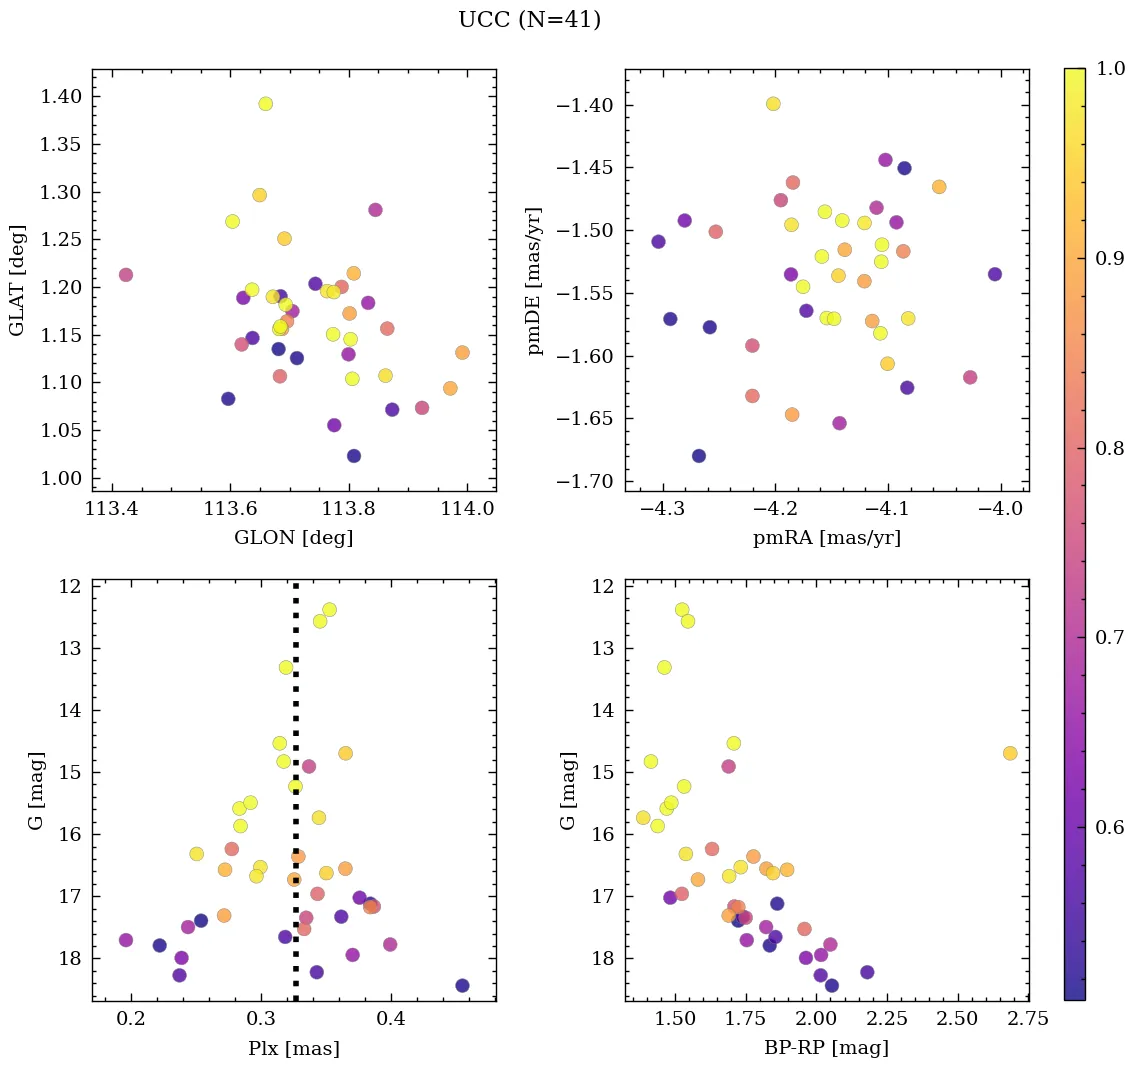 UCC (N=41)
1.40
1.35
1.30
1.25
1.20
1.15
1.10
1.05
1.00
GLAT [deg]
113.4 113.6 113.8 114.0
GLON [deg]
−1.40
−1.45
−1.50
−1.55
−1.60
−1.65
−1.70
pmDE [mas/yr]
−4.3 −4.2 −4.1 −4.0
pmRA [mas/yr]
12
13
14
15
16
17
18
G [mag]
0.2 0.3 0.4
Plx [mas]
12
13
14
15
16
17
18
G [mag]
1.50 1.75 2.00 2.25 2.50 2.75
BP-RP [mag]
1.0
0.9
0.8
0.7
0.6